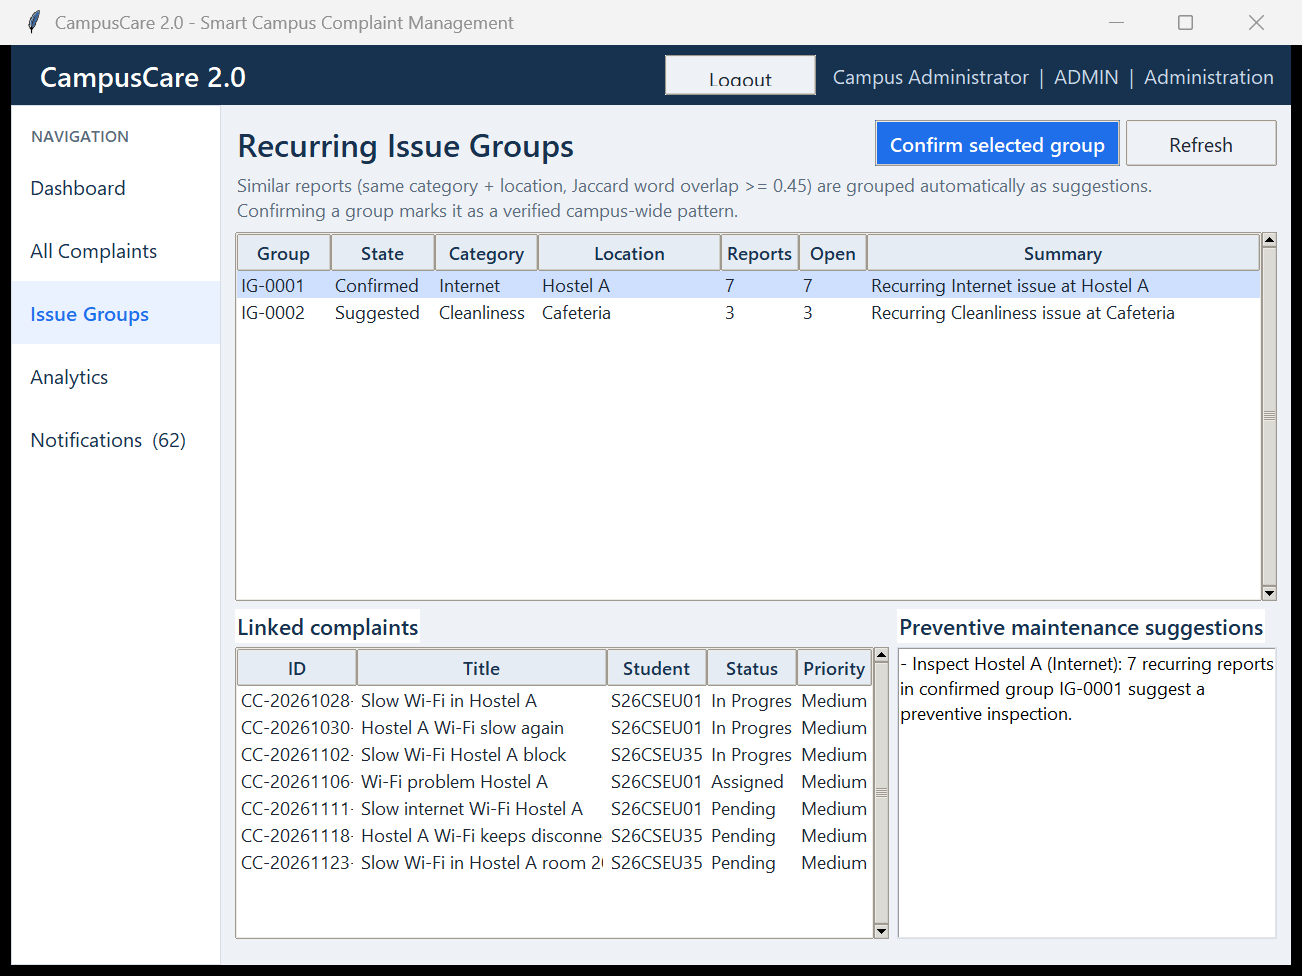 CampusCare 2.0 - Smart Campus Complaint Management
CampusCare 2.0
Logout
Campus Administrator | ADMIN | Administration
NAVIGATION
Dashboard
All Complaints
Issue Groups
Analytics
Notifications (62)
Recurring Issue Groups
Confirm selected group
Refresh
Similar reports (same category + location, Jaccard word overlap >= 0.45) are grouped automatically as suggestions.
Confirming a group marks it as a verified campus-wide pattern.
Group State Category Location Reports Open Summary
IG-0001 Confirmed Internet Hostel A 7 7 Recurring Internet issue at Hostel A
IG-0002 Suggested Cleanliness Cafeteria 3 3 Recurring Cleanliness issue at Cafeteria
Linked complaints
ID Title Student Status Priority
CC-20261028- Slow Wi-Fi in Hostel A S26CSEU01 In Progres Medium
CC-20261030- Hostel A Wi-Fi slow again S26CSEU01 In Progres Medium
CC-20261102- Slow Wi-Fi Hostel A block S26CSEU35 In Progres Medium
CC-20261106- Wi-Fi problem Hostel A S26CSEU01 Assigned Medium
CC-20261111- Slow internet Wi-Fi Hostel A S26CSEU01 Pending Medium
CC-20261118- Hostel A Wi-Fi keeps disconne S26CSEU35 Pending Medium
CC-20261123- Slow Wi-Fi in Hostel A room 2 S26CSEU35 Pending Medium
Preventive maintenance suggestions
- Inspect Hostel A (Internet): 7 recurring reports
in confirmed group IG-0001 suggest a
preventive inspection.